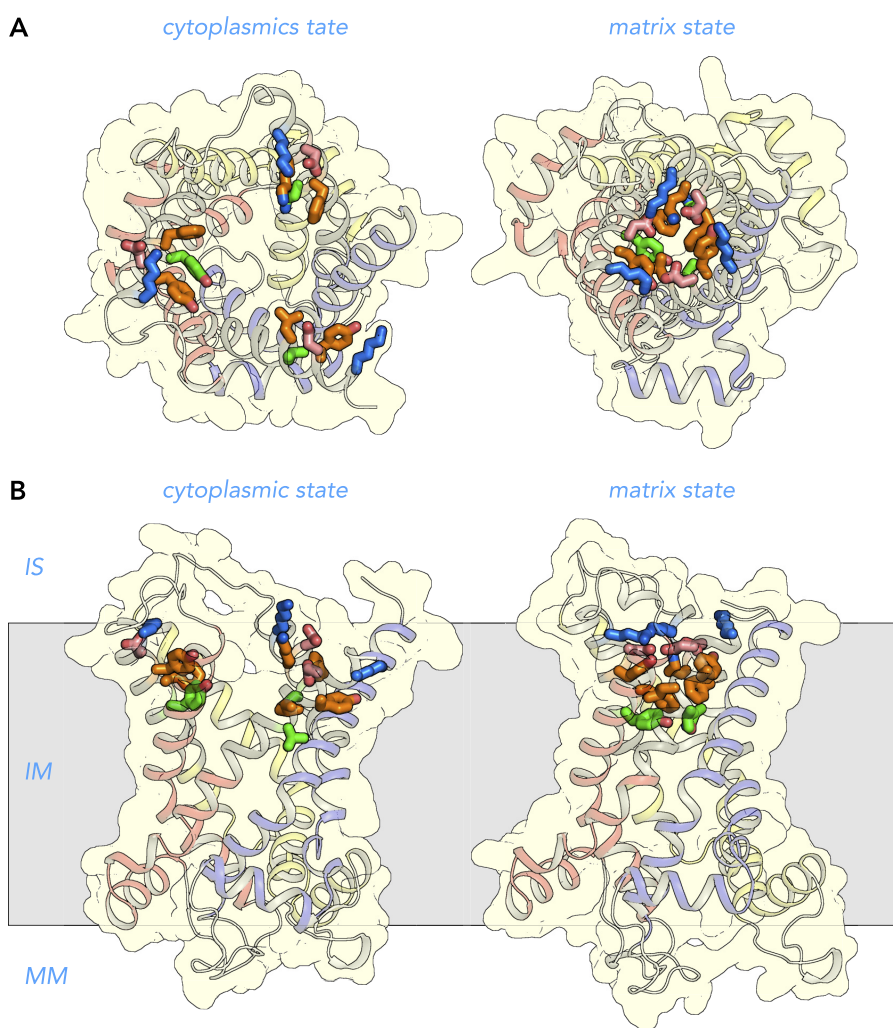 A
cytoplasmics tate
matrix state
B
cytoplasmic state
matrix state
IS
IM
MM